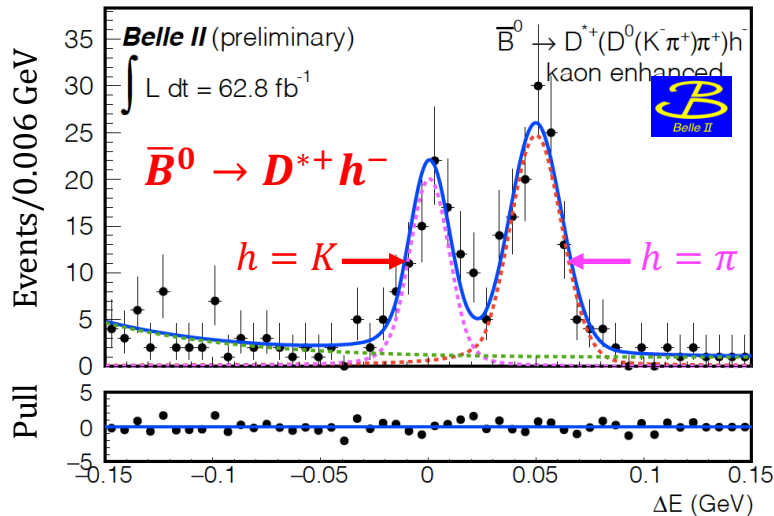 Belle II (preliminary)
∫ L dt = 62.8 fb⁻¹
B̅⁰ → D*⁺(D⁰(K⁻π⁺)π⁺)h⁻
kaon enhanced
B
Belle II
B̅⁰ → D*⁺h⁻
h = K
h = π
Events/0.006 GeV
35
30
25
20
15
10
5
0
Pull
5
0
−5
−0.15 −0.1 −0.05 0 0.05 0.1 0.15
ΔE (GeV)